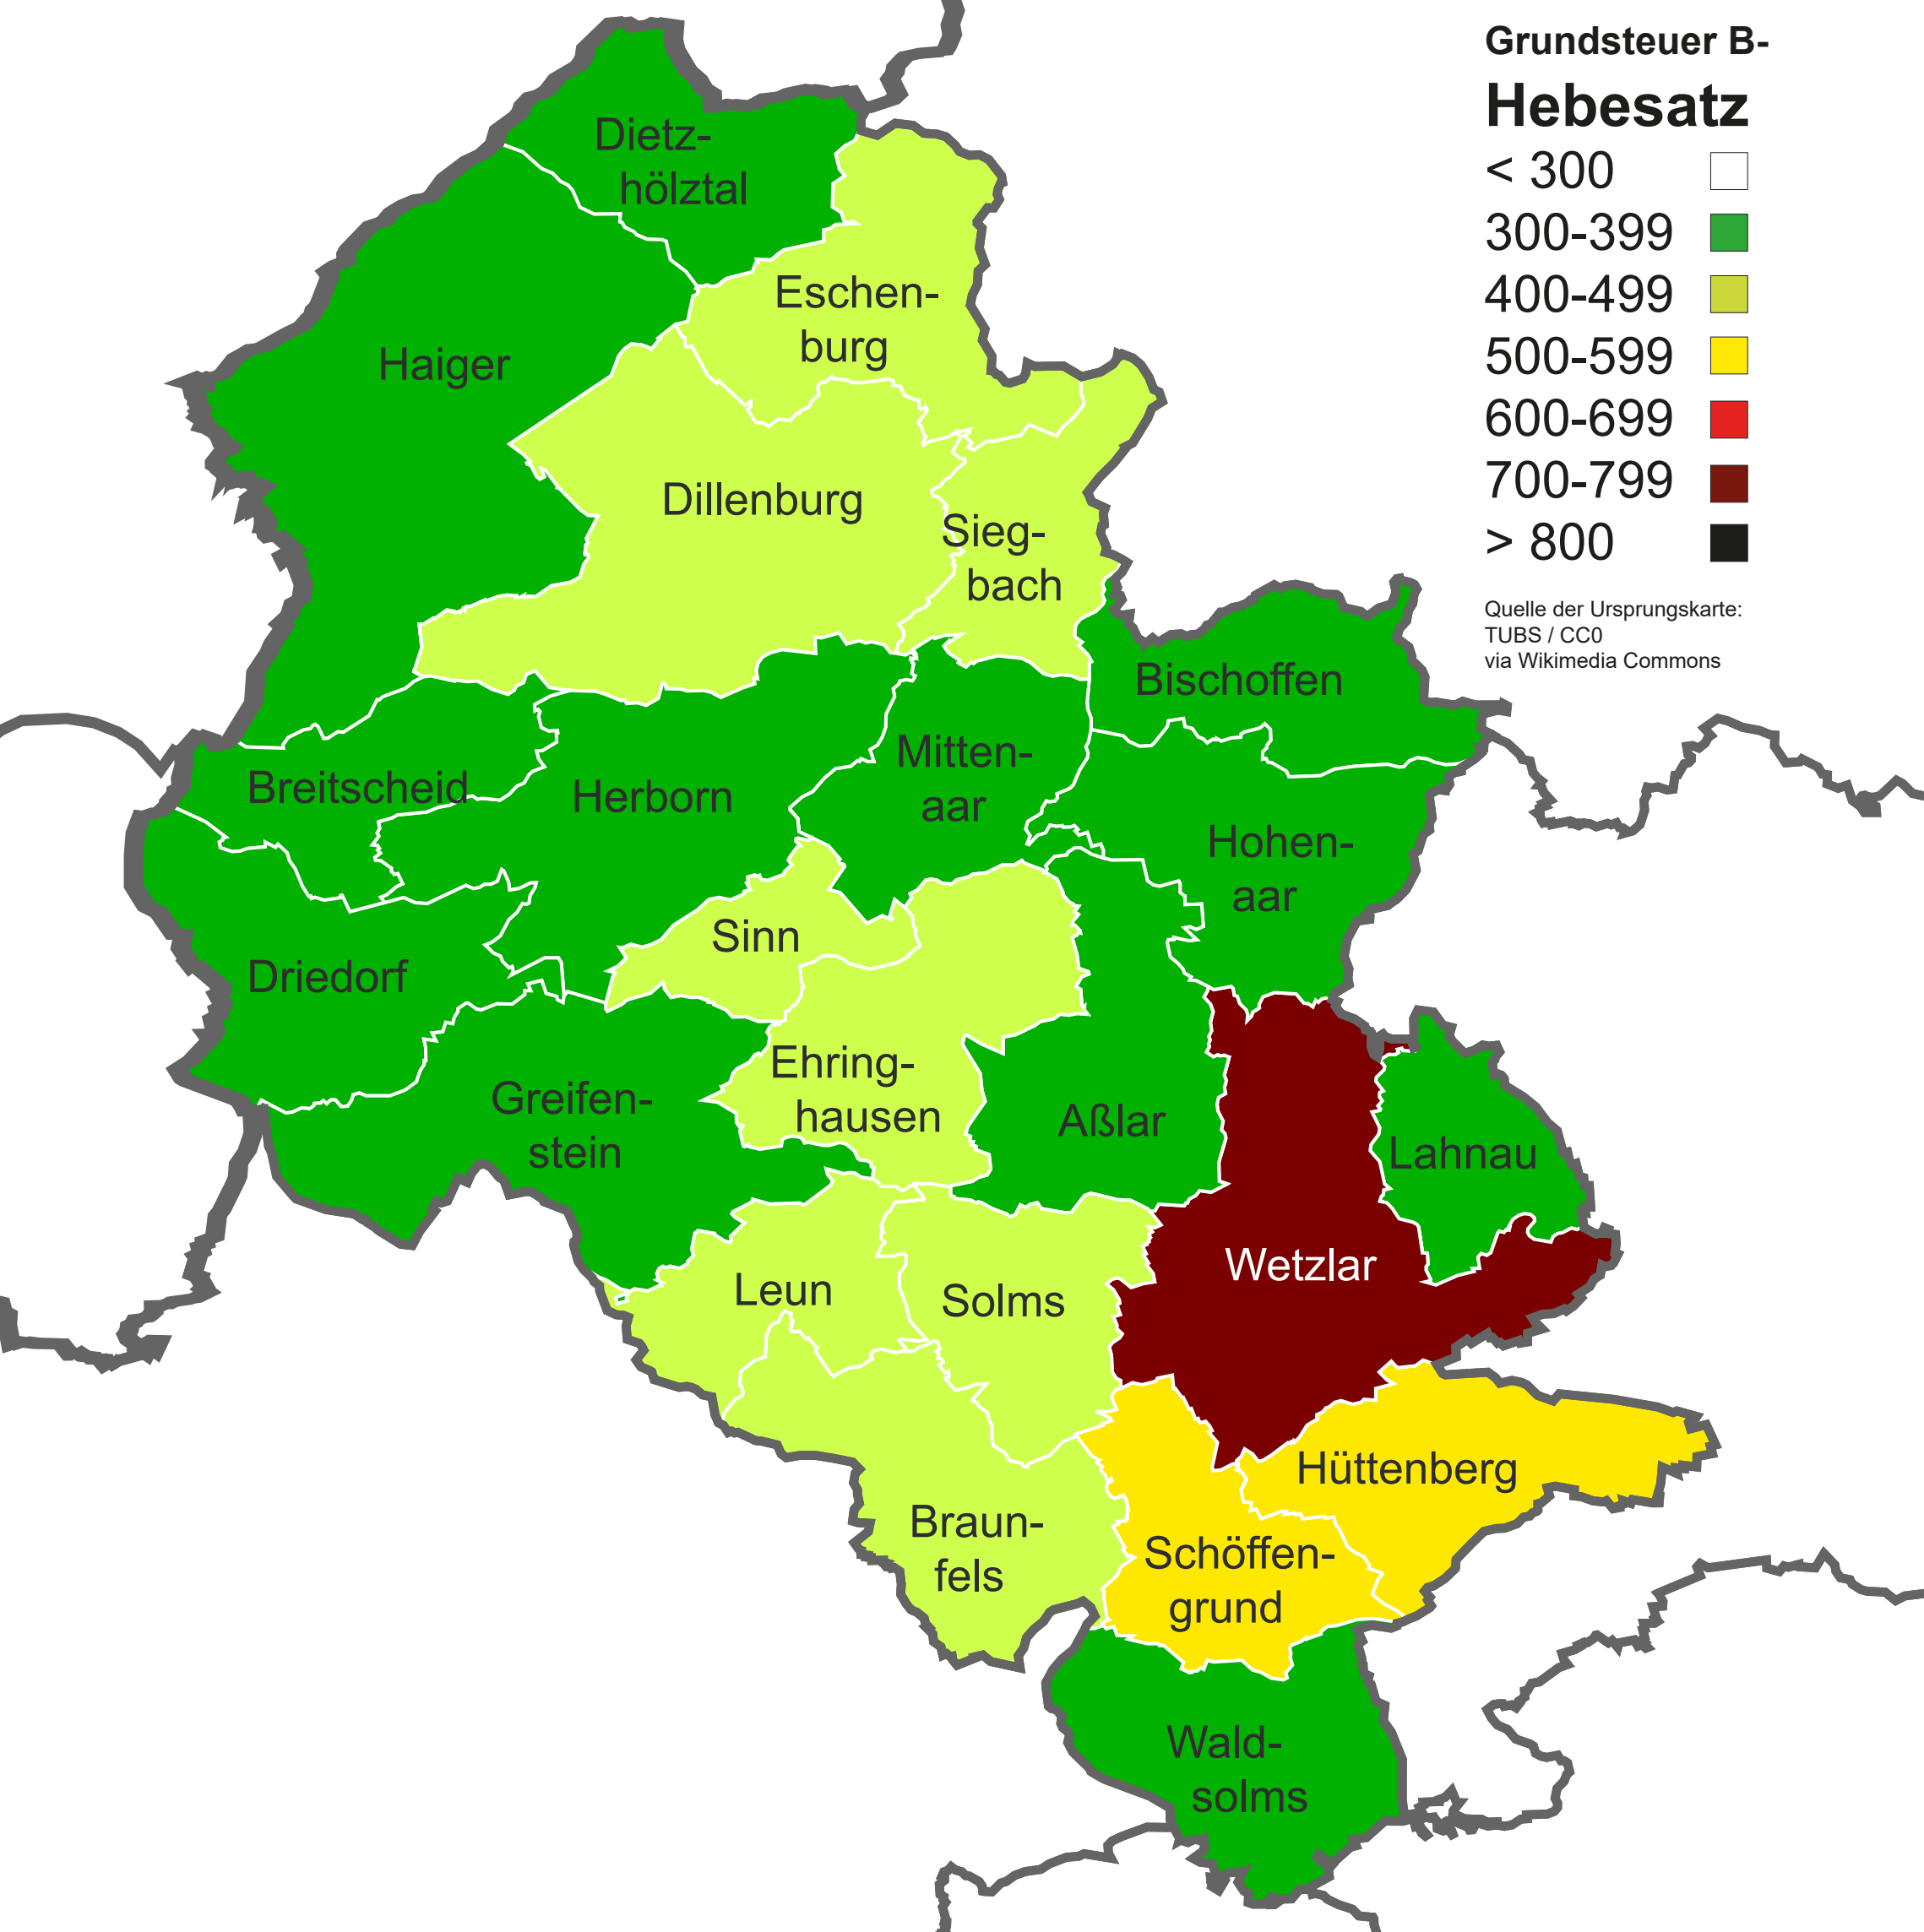 Grundsteuer B-
Hebesatz
< 300
300-399
400-499
500-599
600-699
700-799
> 800
Quelle der Ursprungskarte:
TUBS / CC0
via Wikimedia Commons
Dietz-
hölztal
Eschen-
burg
Haiger
Dillenburg
Sieg-
bach
Bischoffen
Breitscheid
Herborn
Mitten-
aar
Hohen-
aar
Sinn
Driedorf
Ehring-
hausen
Greifen-
stein
Aßlar
Lahnau
Wetzlar
Leun
Solms
Hüttenberg
Braun-
fels
Schöffen-
grund
Wald-
solms